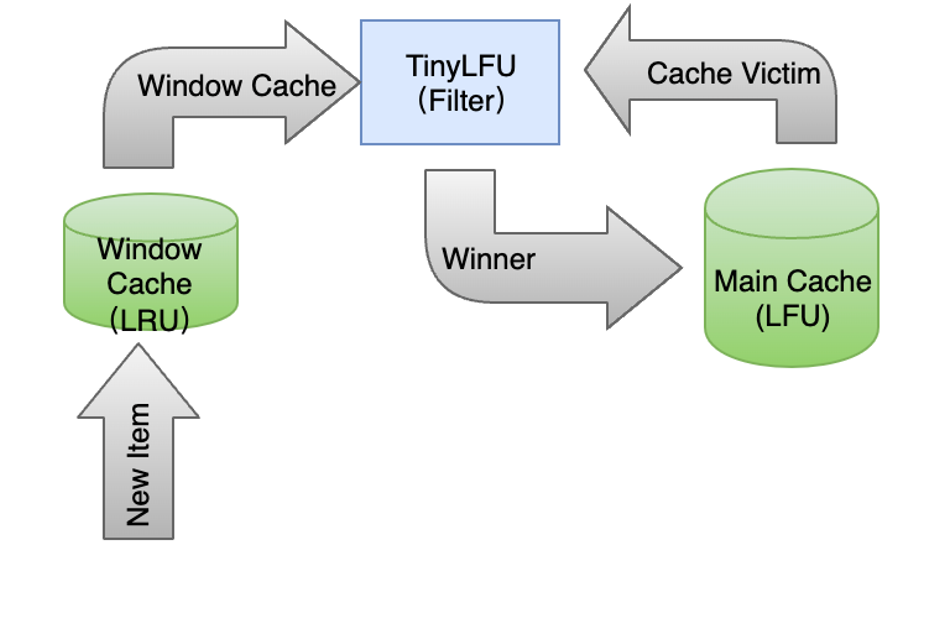 Window Cache
TinyLFU
(Filter)
Cache Victim
Window
Cache
(LRU)
Winner
Main Cache
(LFU)
New Item